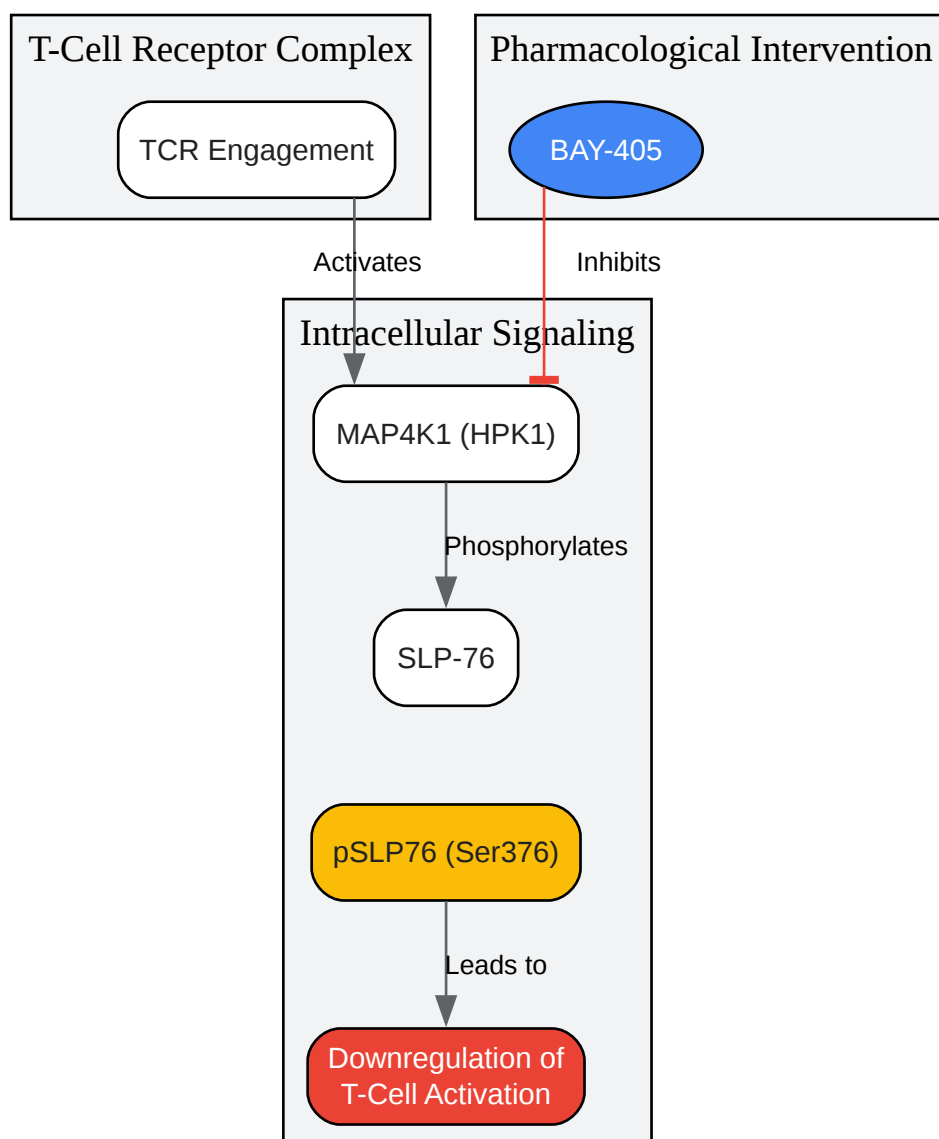 T-Cell Receptor Complex
Pharmacological Intervention
TCR Engagement
BAY-405
Activates
Inhibits
Intracellular Signaling
MAP4K1 (HPK1)
Phosphorylates
SLP-76
pSLP76 (Ser376)
Leads to
Downregulation of
T-Cell Activation